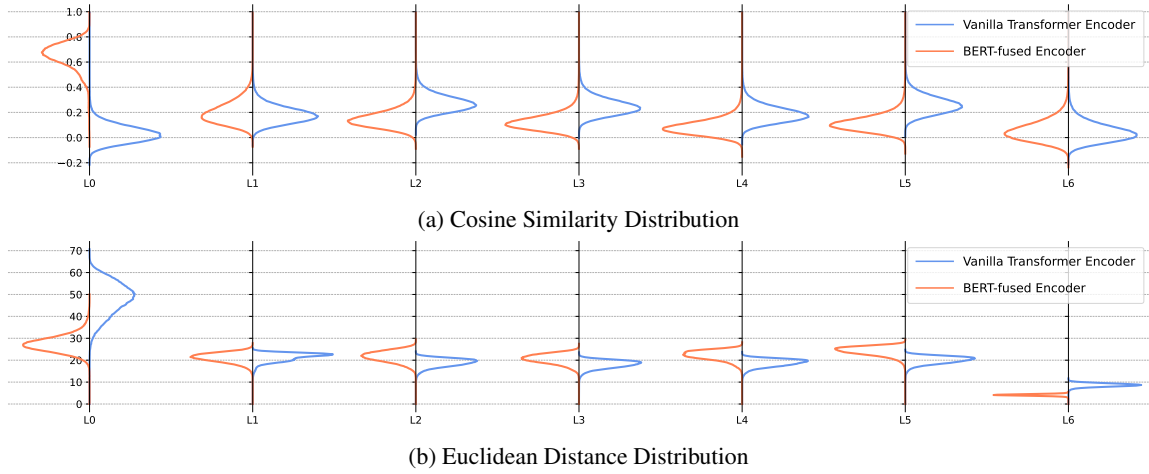 1.0
0.8
0.6
0.4
0.2
0.0
−0.2
Vanilla Transformer Encoder
BERT-fused Encoder
L0 L1 L2 L3 L4 L5 L6
(a) Cosine Similarity Distribution
70
60
50
40
30
20
10
0
Vanilla Transformer Encoder
BERT-fused Encoder
L0 L1 L2 L3 L4 L5 L6
(b) Euclidean Distance Distribution